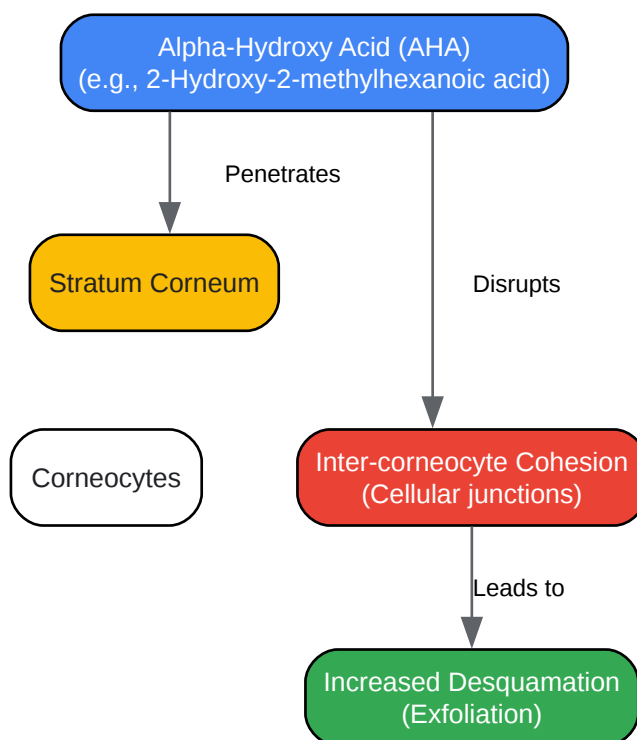 Alpha-Hydroxy Acid (AHA)
(e.g., 2-Hydroxy-2-methylhexanoic acid)
Penetrates
Stratum Corneum
Disrupts
Corneocytes
Inter-corneocyte Cohesion
(Cellular junctions)
Leads to
Increased Desquamation
(Exfoliation)